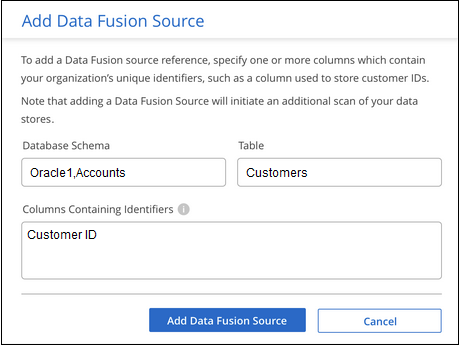 Add Data Fusion Source
To add a Data Fusion source reference, specify one or more columns which contain
your organization's unique identifiers, such as a column used to store customer IDs.
Note that adding a Data Fusion Source will initiate an additional scan of your data
stores.
Database Schema
Table
Oracle1,Accounts
Customers
Columns Containing Identifiers i
Customer ID
Add Data Fusion Source
Cancel